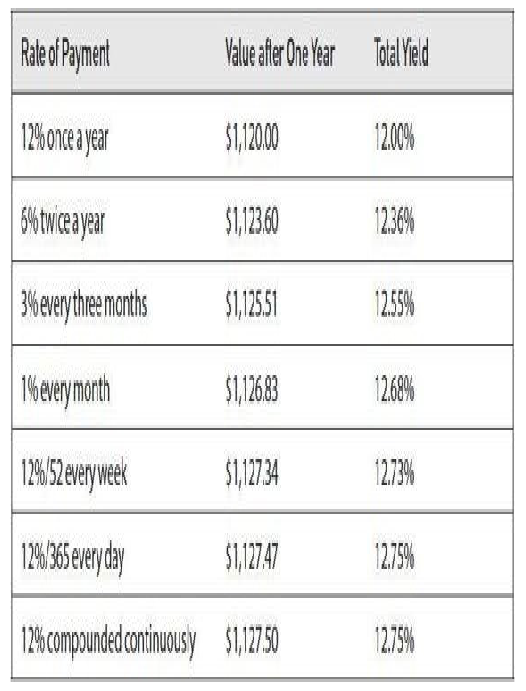 Rate of Payment Value after One Year Total Yield
12% once a year $1,120.00 12.00%
6% twice a year $1,123.60 12.36%
3% every three months $1,125.51 12.55%
1% every month $1,126.83 12.68%
12%/52 every week $1,127.34 12.73%
12%/365 every day $1,127.47 12.75%
12% compounded continuously $1,127.50 12.75%